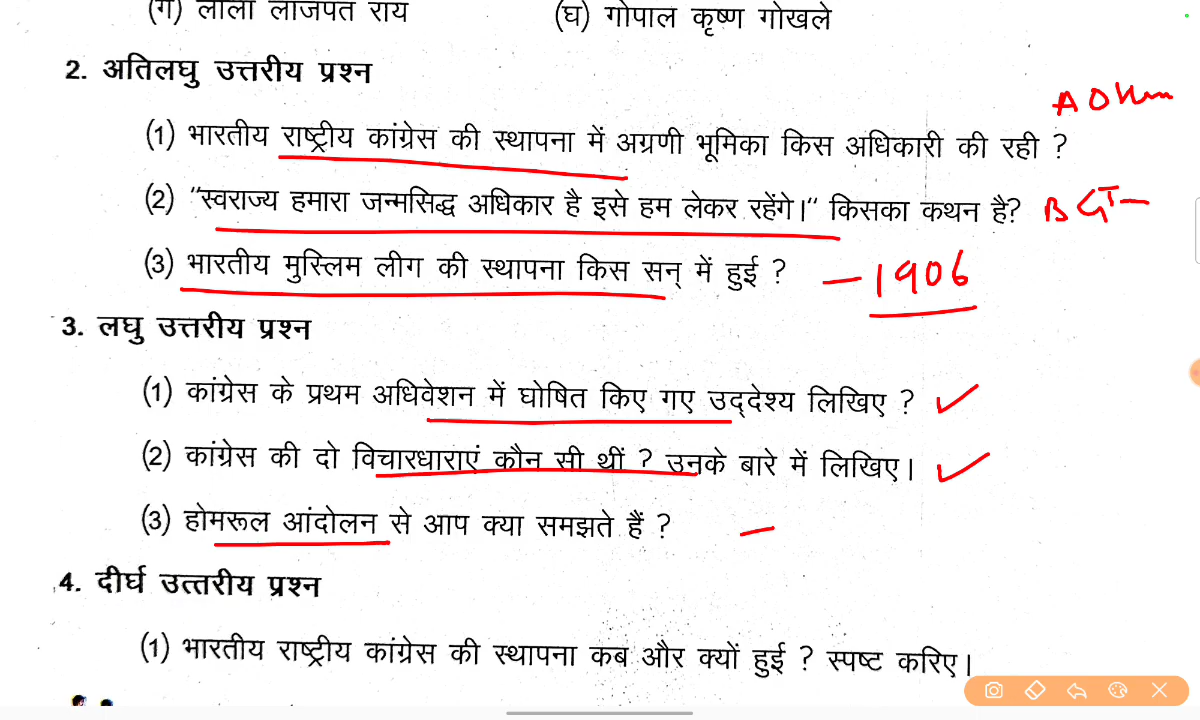 (ग) लाला लाजपत राय (घ) गोपाल कृष्ण गोखले
2. अतिलघु उत्तरीय प्रश्न
(1) भारतीय राष्ट्रीय कांग्रेस की स्थापना में अग्रणी भूमिका किस अधिकारी की रही ?
(2) "स्वराज्य हमारा जन्मसिद्ध अधिकार है इसे हम लेकर रहेंगे।" किसका कथन है? BGT
(3) भारतीय मुस्लिम लीग की स्थापना किस सन् में हुई ? – 1906
3. लघु उत्तरीय प्रश्न
(1) कांग्रेस के प्रथम अधिवेशन में घोषित किए गए उद्‌देश्य लिखिए ?
(2) कांग्रेस की दो विचारधाराएं कौन सी थीं ? उनके बारे में लिखिए।
(3) होमरूल आंदोलन से आप क्या समझते हैं ?
4. दीर्घ उत्तरीय प्रश्न
(1) भारतीय राष्ट्रीय कांग्रेस की स्थापना कब और क्यों हुई ? स्पष्ट करिए।